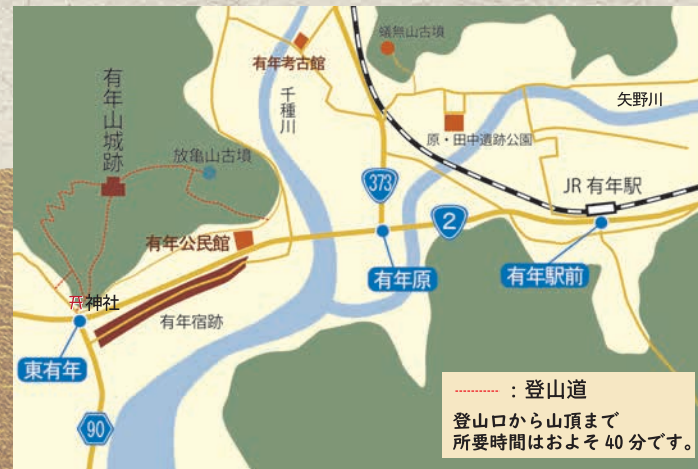 蟻無山古墳
有年考古館
有年山城跡
千種川
矢野川
放亀山古墳
原・田中遺跡公園
373
JR 有年駅
2
有年公民館
有年原
有年駅前
神社
有年宿跡
東有年
90
：登山道
登山口から山頂まで
所要時間はおよそ 40 分です。